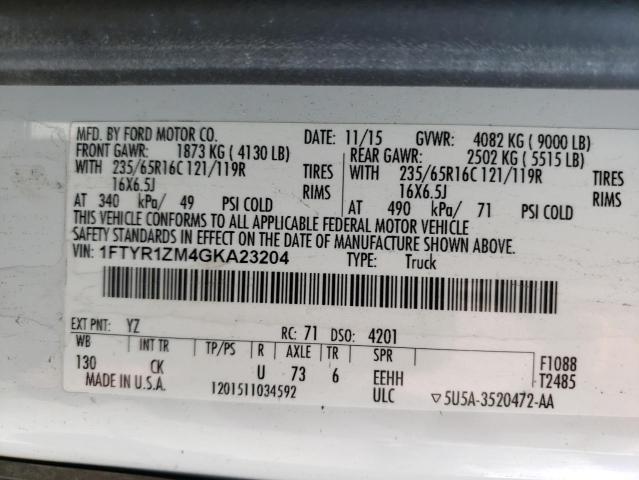 MFD. BY FORD MOTOR CO. DATE: 11/15 GVWR: 4082 KG ( 9000 LB)
FRONT GAWR: 1873 KG ( 4130 LB) REAR GAWR: 2502 KG ( 5515 LB)
WITH 235/65R16C 121/119R TIRES WITH 235/65R16C 121/119R TIRES
16X6.5J RIMS 16X6.5J RIMS
AT 340 kPa/ 49 PSI COLD AT 490 kPa/ 71 PSI COLD
THIS VEHICLE CONFORMS TO ALL APPLICABLE FEDERAL MOTOR VEHICLE
SAFETY STANDARDS IN EFFECT ON THE DATE OF MANUFACTURE SHOWN ABOVE.
VIN: 1FTYR1ZM4GKA23204 TYPE: Truck
EXT PNT: YZ RC: 71 DSO: 4201
WB INT TR TP/PS R AXLE TR SPR F1088
130 CK U 73 6 EEHH T2485
MADE IN U.S.A. 1201511034592 ULC ▽5U5A-3520472-AA